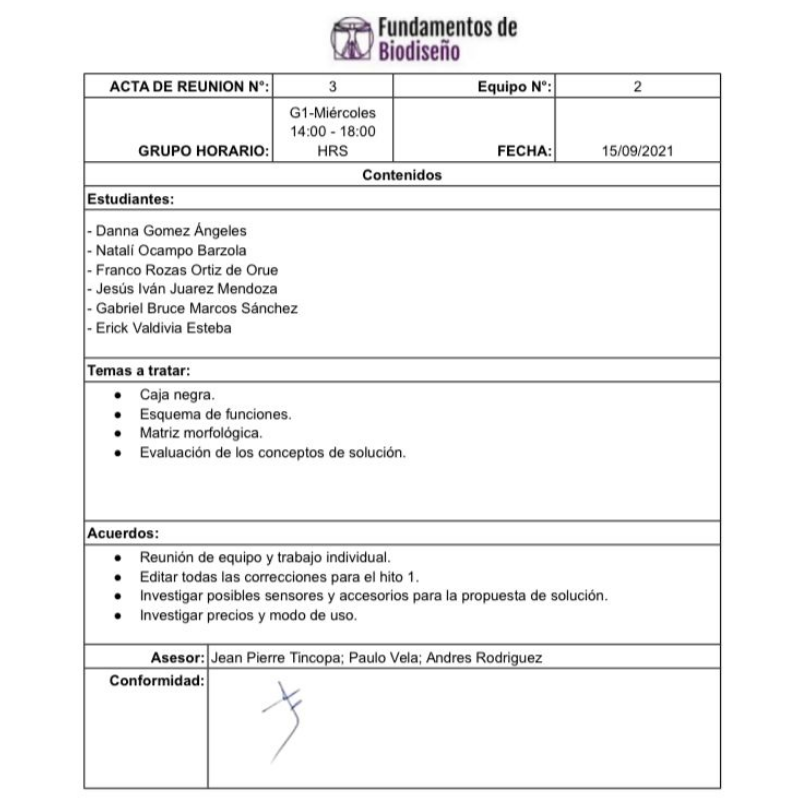 Fundamentos de
Biodiseño
ACTA DE REUNION N°: 3 Equipo N°: 2
G1-Miércoles
14:00 - 18:00
GRUPO HORARIO: HRS FECHA: 15/09/2021
Contenidos
Estudiantes:
- Danna Gomez Ángeles
- Natalí Ocampo Barzola
- Franco Rozas Ortiz de Orue
- Jesús Iván Juarez Mendoza
- Gabriel Bruce Marcos Sánchez
- Erick Valdivia Esteba
Temas a tratar:
● Caja negra.
● Esquema de funciones.
● Matriz morfológica.
● Evaluación de los conceptos de solución.
Acuerdos:
● Reunión de equipo y trabajo individual.
● Editar todas las correcciones para el hito 1.
● Investigar posibles sensores y accesorios para la propuesta de solución.
● Investigar precios y modo de uso.
Asesor: Jean Pierre Tincopa; Paulo Vela; Andres Rodriguez
Conformidad: